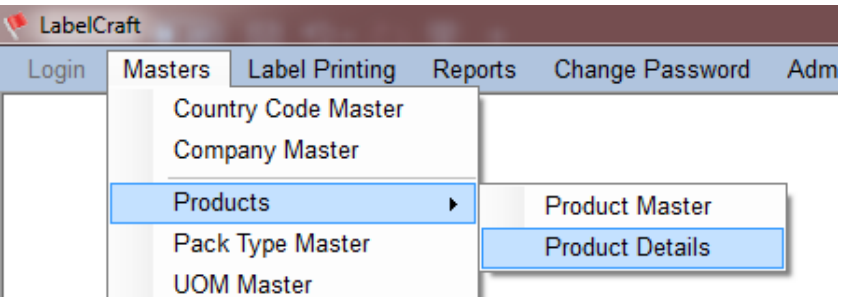 LabelCraft
Login Masters Label Printing Reports Change Password Adm
Country Code Master
Company Master
Products
Product Master
Pack Type Master
Product Details
UOM Master